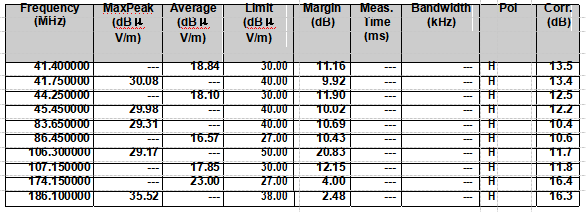 Frequency MaxPeak Average Limit Margin Meas. Bandwidth Pol Corr.
(MHz) (dB μ (dB μ (dB μ (dB) Time (kHz) (dB)
V/m) V/m) V/m) (ms)
41.400000 --- 18.84 30.00 11.16 --- --- H 13.5
41.750000 30.08 --- 40.00 9.92 --- --- H 13.4
44.250000 --- 18.10 30.00 11.90 --- --- H 12.5
45.450000 29.98 --- 40.00 10.02 --- --- H 12.2
83.650000 29.31 --- 40.00 10.69 --- --- H 10.4
86.450000 --- 16.57 27.00 10.43 --- --- H 10.6
106.300000 29.17 --- 50.00 20.83 --- --- H 11.7
107.150000 --- 17.85 30.00 12.15 --- --- H 11.8
174.150000 --- 23.00 27.00 4.00 --- --- H 16.4
186.100000 35.52 --- 38.00 2.48 --- --- H 16.3